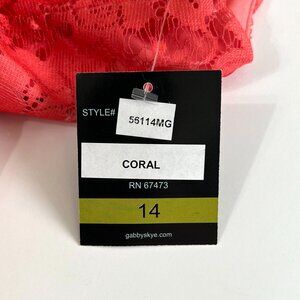 STYLE# 56114MG
CORAL
RN 67473
14
gabbyskye.com